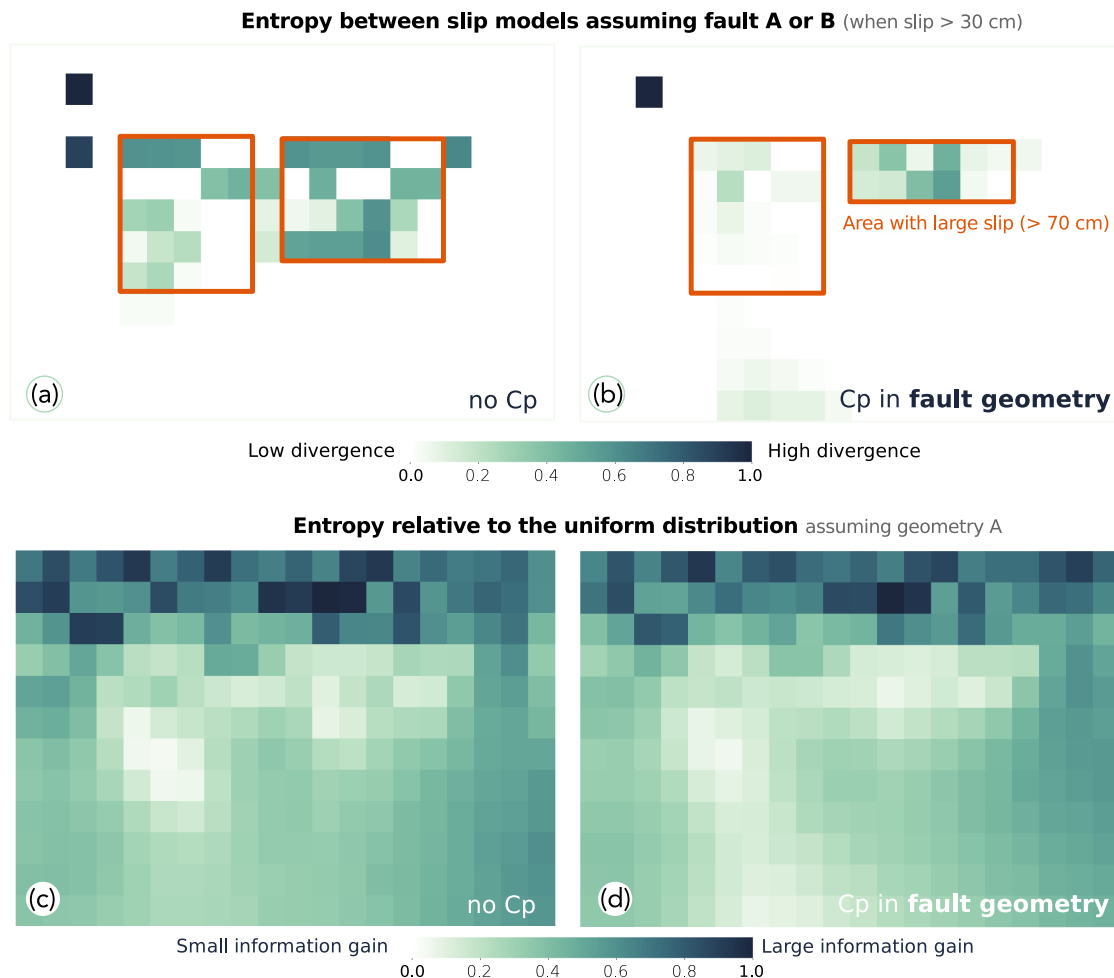 Entropy between slip models assuming fault A or B (when slip > 30 cm)
Area with large slip (> 70 cm)
(a)
no Cp
(b)
Cp in fault geometry
Low divergence
High divergence
0.0 0.2 0.4 0.6 0.8 1.0
Entropy relative to the uniform distribution assuming geometry A
(c)
no Cp
(d)
Cp in fault geometry
Small information gain
Large information gain
0.0 0.2 0.4 0.6 0.8 1.0